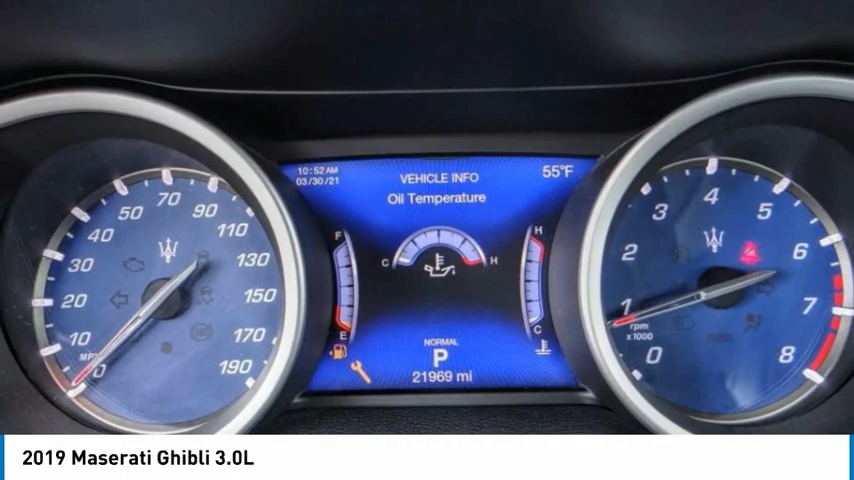 10:52AM
03/30/21
VEHICLE INFO
55°F
Oil Temperature
10
20
30
40
50
70
90
110
130
150
170
190
0
MPH
F
E
C
H
H
C
NORMAL
P
21969 mi
0
1
2
3
4
5
6
7
8
rpm
x1000
2019 Maserati Ghibli 3.0L